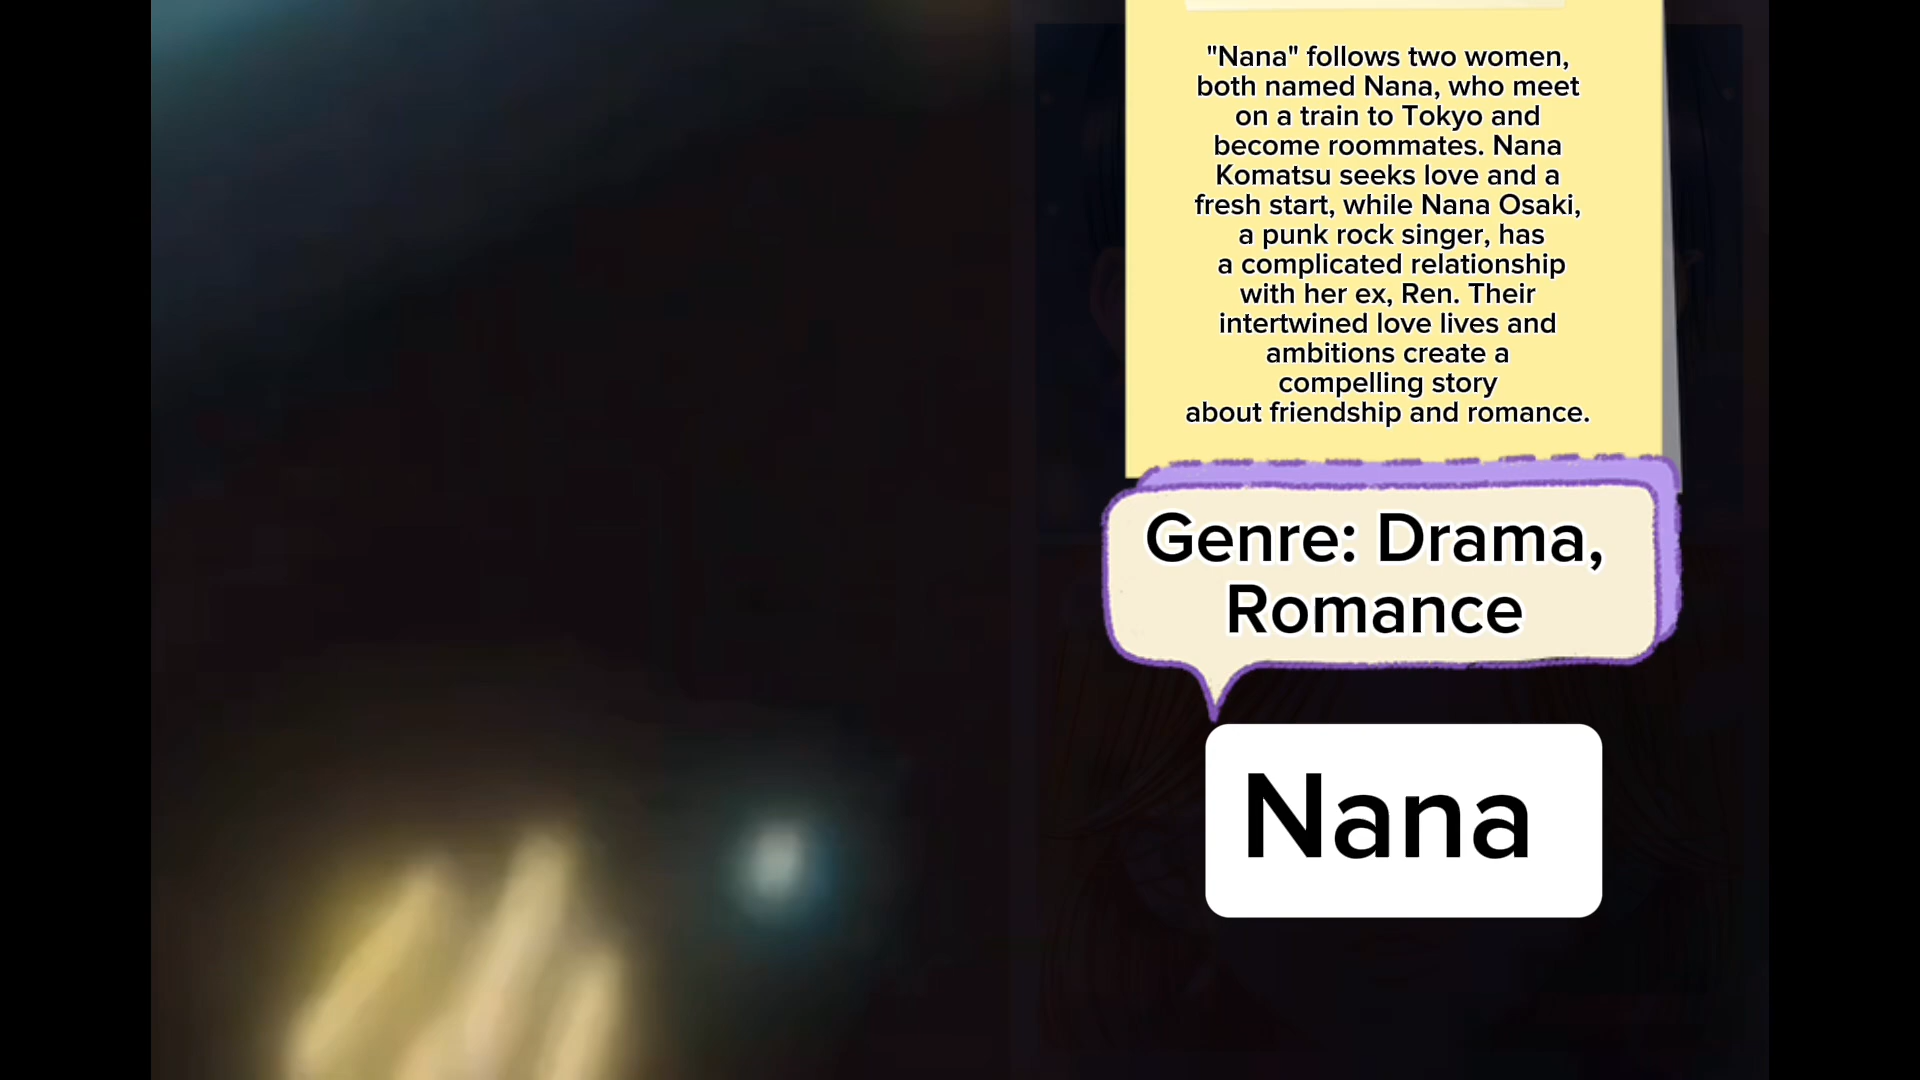 "Nana" follows two women,
both named Nana, who meet
on a train to Tokyo and
become roommates. Nana
Komatsu seeks love and a
fresh start, while Nana Osaki,
a punk rock singer, has
a complicated relationship
with her ex, Ren. Their
intertwined love lives and
ambitions create a
compelling story
about friendship and romance.
Genre: Drama,
Romance
Nana